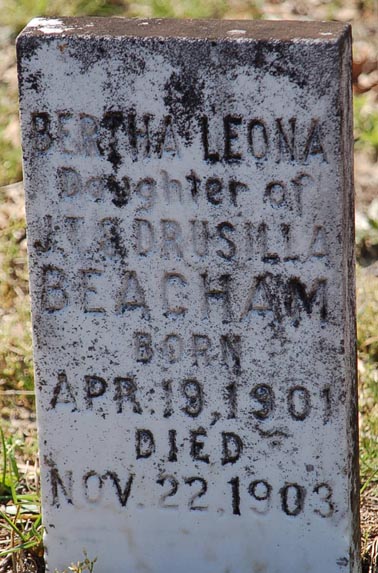 BERTHA LEONA
Daughter of
J.T. & DRUSILLA
BEACHAM
BORN
APR. 19, 1901
DIED
NOV. 22, 1903